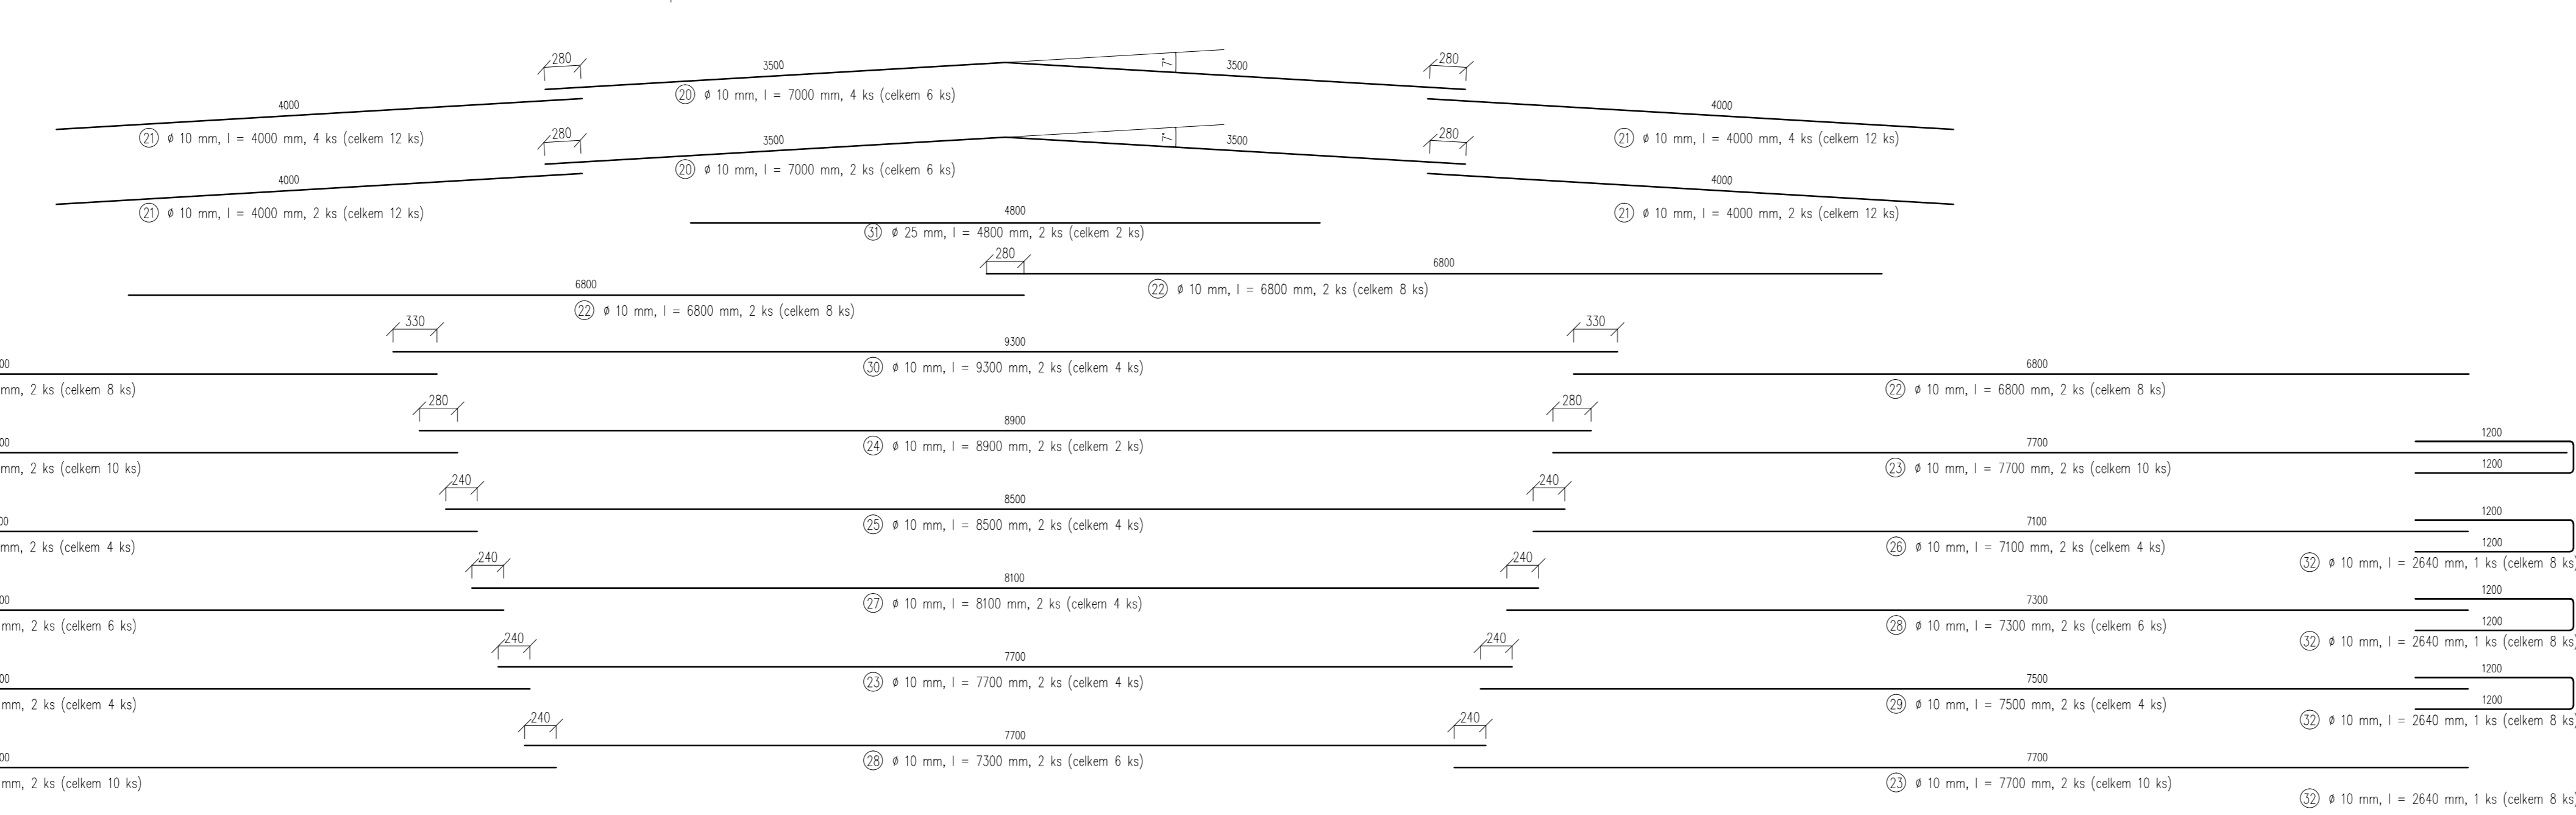 280 3500 7° 3500 280
4000 20 ø 10 mm, l = 7000 mm, 4 ks (celkem 6 ks) 4000
21 ø 10 mm, l = 4000 mm, 4 ks (celkem 12 ks) 21 ø 10 mm, l = 4000 mm, 4 ks (celkem 12 ks)
280 3500 7° 3500 280
4000 20 ø 10 mm, l = 7000 mm, 2 ks (celkem 6 ks) 4000
21 ø 10 mm, l = 4000 mm, 2 ks (celkem 12 ks) 21 ø 10 mm, l = 4000 mm, 2 ks (celkem 12 ks)
4800
31 ø 25 mm, l = 4800 mm, 2 ks (celkem 2 ks)
280 6800
22 ø 10 mm, l = 6800 mm, 2 ks (celkem 8 ks)
6800
22 ø 10 mm, l = 6800 mm, 2 ks (celkem 8 ks)
330 9300 330
30 ø 10 mm, l = 9300 mm, 2 ks (celkem 4 ks)
00 6800
mm, 2 ks (celkem 8 ks) 22 ø 10 mm, l = 6800 mm, 2 ks (celkem 8 ks)
280 8900 280
24 ø 10 mm, l = 8900 mm, 2 ks (celkem 2 ks)
00 7700 1200
mm, 2 ks (celkem 10 ks) 23 ø 10 mm, l = 7700 mm, 2 ks (celkem 10 ks) 1200
240 8500 240
25 ø 10 mm, l = 8500 mm, 2 ks (celkem 4 ks)
00 7100 1200
mm, 2 ks (celkem 4 ks) 26 ø 10 mm, l = 7100 mm, 2 ks (celkem 4 ks) 1200
32 ø 10 mm, l = 2640 mm, 1 ks (celkem 8 ks)
240 8100 240
27 ø 10 mm, l = 8100 mm, 2 ks (celkem 4 ks)
00 7300 1200
mm, 2 ks (celkem 6 ks) 28 ø 10 mm, l = 7300 mm, 2 ks (celkem 6 ks) 1200
32 ø 10 mm, l = 2640 mm, 1 ks (celkem 8 ks)
240 7700 240
23 ø 10 mm, l = 7700 mm, 2 ks (celkem 4 ks)
00 7500 1200
mm, 2 ks (celkem 4 ks) 29 ø 10 mm, l = 7500 mm, 2 ks (celkem 4 ks) 1200
32 ø 10 mm, l = 2640 mm, 1 ks (celkem 8 ks)
240 7700 240
28 ø 10 mm, l = 7300 mm, 2 ks (celkem 6 ks)
00 7700
mm, 2 ks (celkem 10 ks) 23 ø 10 mm, l = 7700 mm, 2 ks (celkem 10 ks)
32 ø 10 mm, l = 2640 mm, 1 ks (celkem 8 ks)